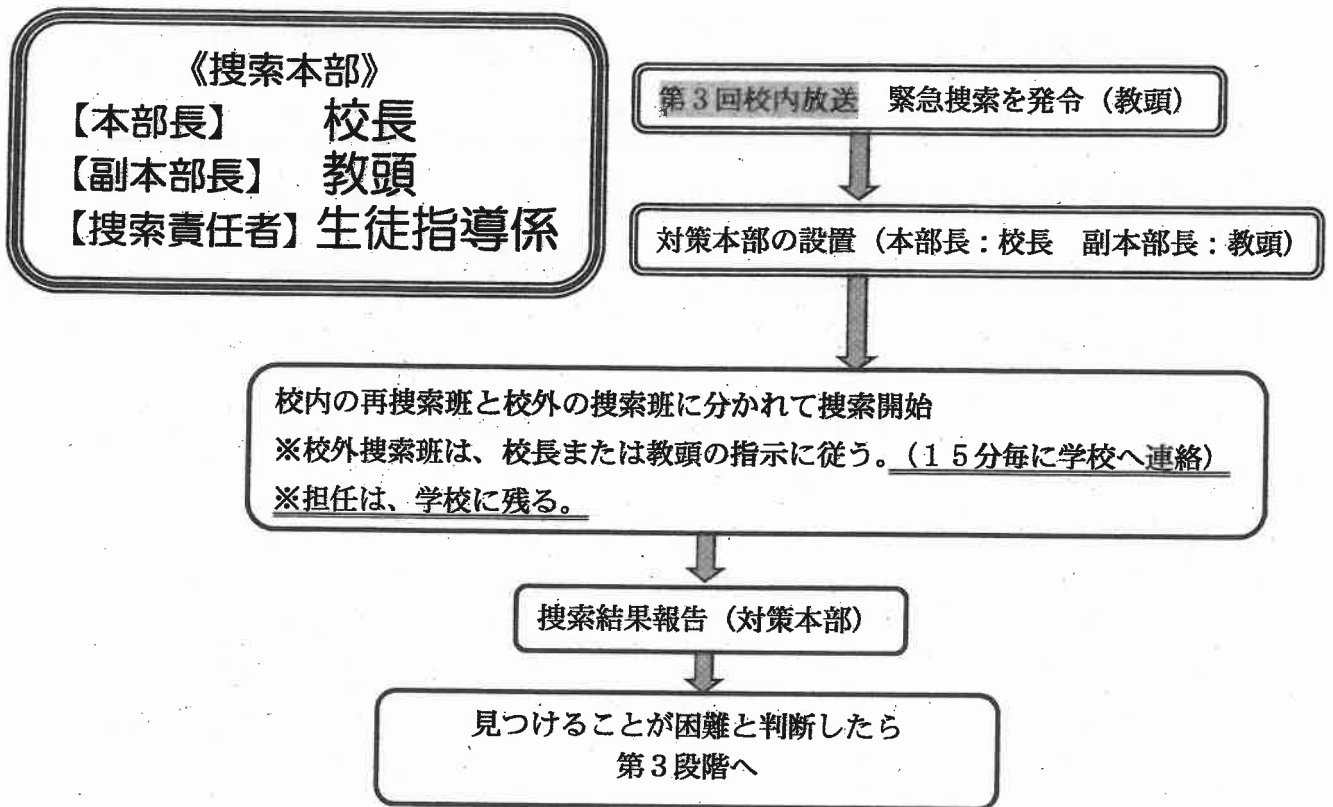 《捜索本部》
【本部長】　校長
【副本部長】　教頭
【捜索責任者】生徒指導係
第３回校内放送　緊急捜索を発令（教頭）
対策本部の設置（本部長：校長　副本部長：教頭）
校内の再捜索班と校外の捜索班に分かれて捜索開始
※校外捜索班は、校長または教頭の指示に従う。（１５分毎に学校へ連絡）
※担任は、学校に残る。
捜索結果報告（対策本部）
見つけることが困難と判断したら
第３段階へ